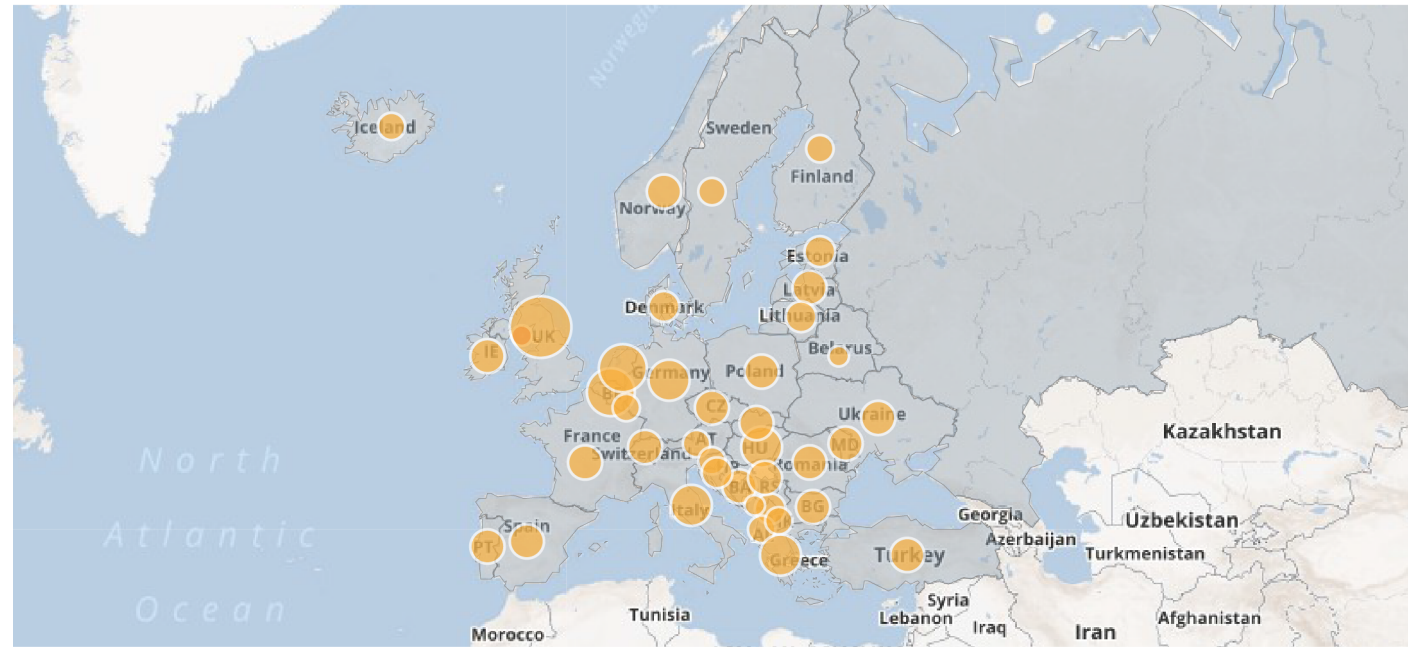 Norwegia
Iceland
Sweden
Finland
Norway
Estonia
Latvia
Denmark
Lithuania
UK
Belarus
IE
Germany
Poland
B
CZ
Ukraine
France
AT
HU
MD
Switzerland
Romania
Kazakhstan
North
BA
RS
Italy
BG
Georgia
Uzbekistan
Atlantic
Spain
Azerbaijan
PT
A
Greece
Turkey
Turkmenistan
Ocean
Tunisia
Syria
Lebanon
Iraq
Afghanistan
Morocco
Iran